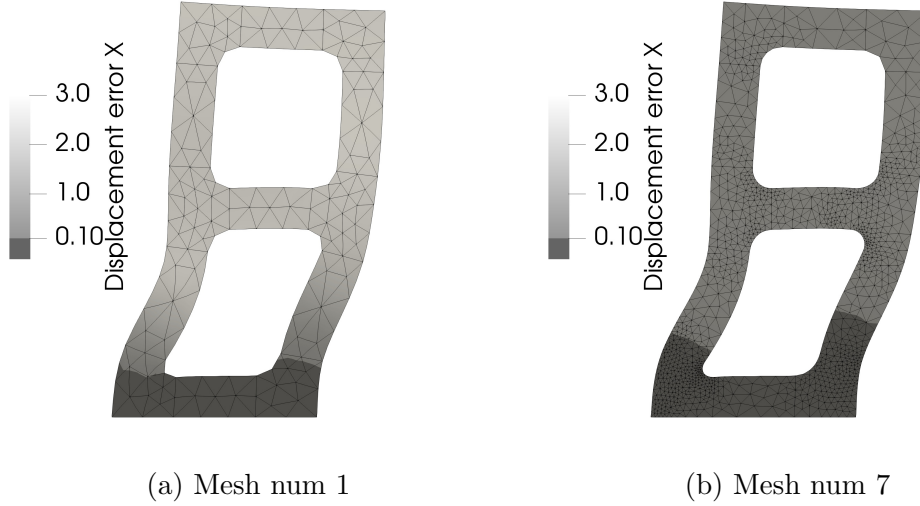 3.0
2.0
1.0
0.10
Displacement error X
3.0
2.0
1.0
0.10
Displacement error X
(a) Mesh num 1
(b) Mesh num 7